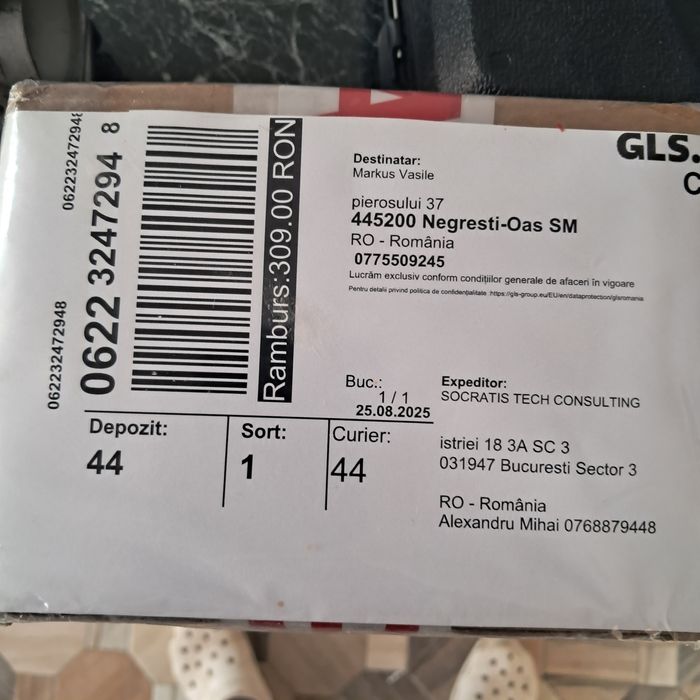 062232472948
0622 3247294 8
062232472948
Ramburs:309.00 RON
GLS.
C
Destinatar:
Markus Vasile
pierosului 37
445200 Negresti-Oas SM
RO - România
0775509245
Lucrăm exclusiv conform condițiilor generale de afaceri în vigoare
Pentru detalii privind politica de confidențialitate :https://gls-group.eu/EU/en/dataprotection/glsromania
Buc.:
1 / 1
25.08.2025
Expeditor:
SOCRATIS TECH CONSULTING
istriei 18 3A SC 3
031947 Bucuresti Sector 3
RO - România
Alexandru Mihai 0768879448
Depozit:
44
Sort:
1
Curier:
44